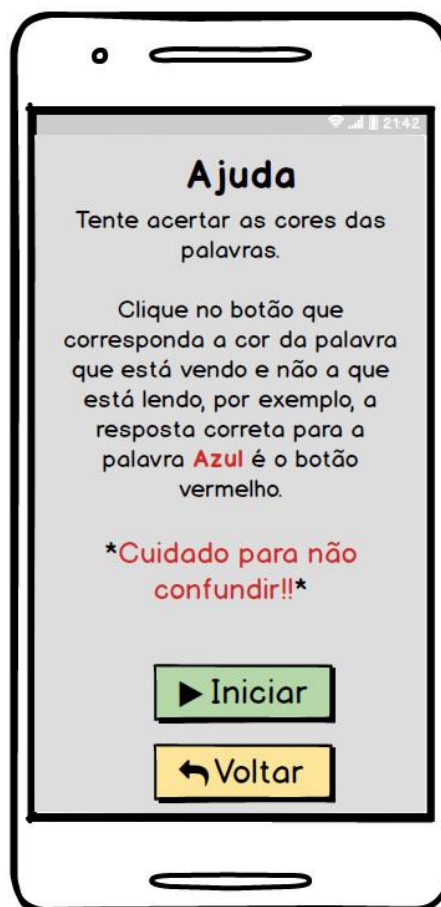 21:42
Ajuda
Tente acertar as cores das
palavras.
Clique no botão que
corresponda a cor da palavra
que está vendo e não a que
está lendo, por exemplo, a
resposta correta para a
palavra Azul é o botão
vermelho.
*Cuidado para não
confundir!!*
Iniciar
Voltar